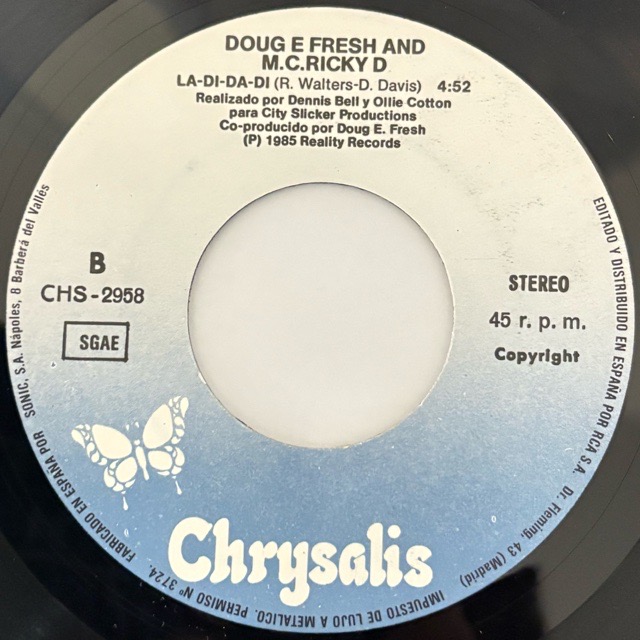 DOUG E FRESH AND
M.C.RICKY D
LA-DI-DA-DI (R. Walters-D. Davis) 4:52
Realizado por Dennis Bell y Ollie Cotton
para City Slicker Productions
Co-producido por Doug E. Fresh
(P) 1985 Reality Records
B
CHS-2958
SGAE
STEREO
45 r. p. m.
Copyright
Chrysalis
FABRICADO EN ESPAÑA POR SONIC, S.A. Nápoles, 8 Barberá del Vallés
EDITADO Y DISTRIBUIDO EN ESPAÑA POR RCA S.A. Dr. Fleming, 43 (Madrid)
IMPUESTO DE LUJO A METALICO. PERMISO Nº 3724.